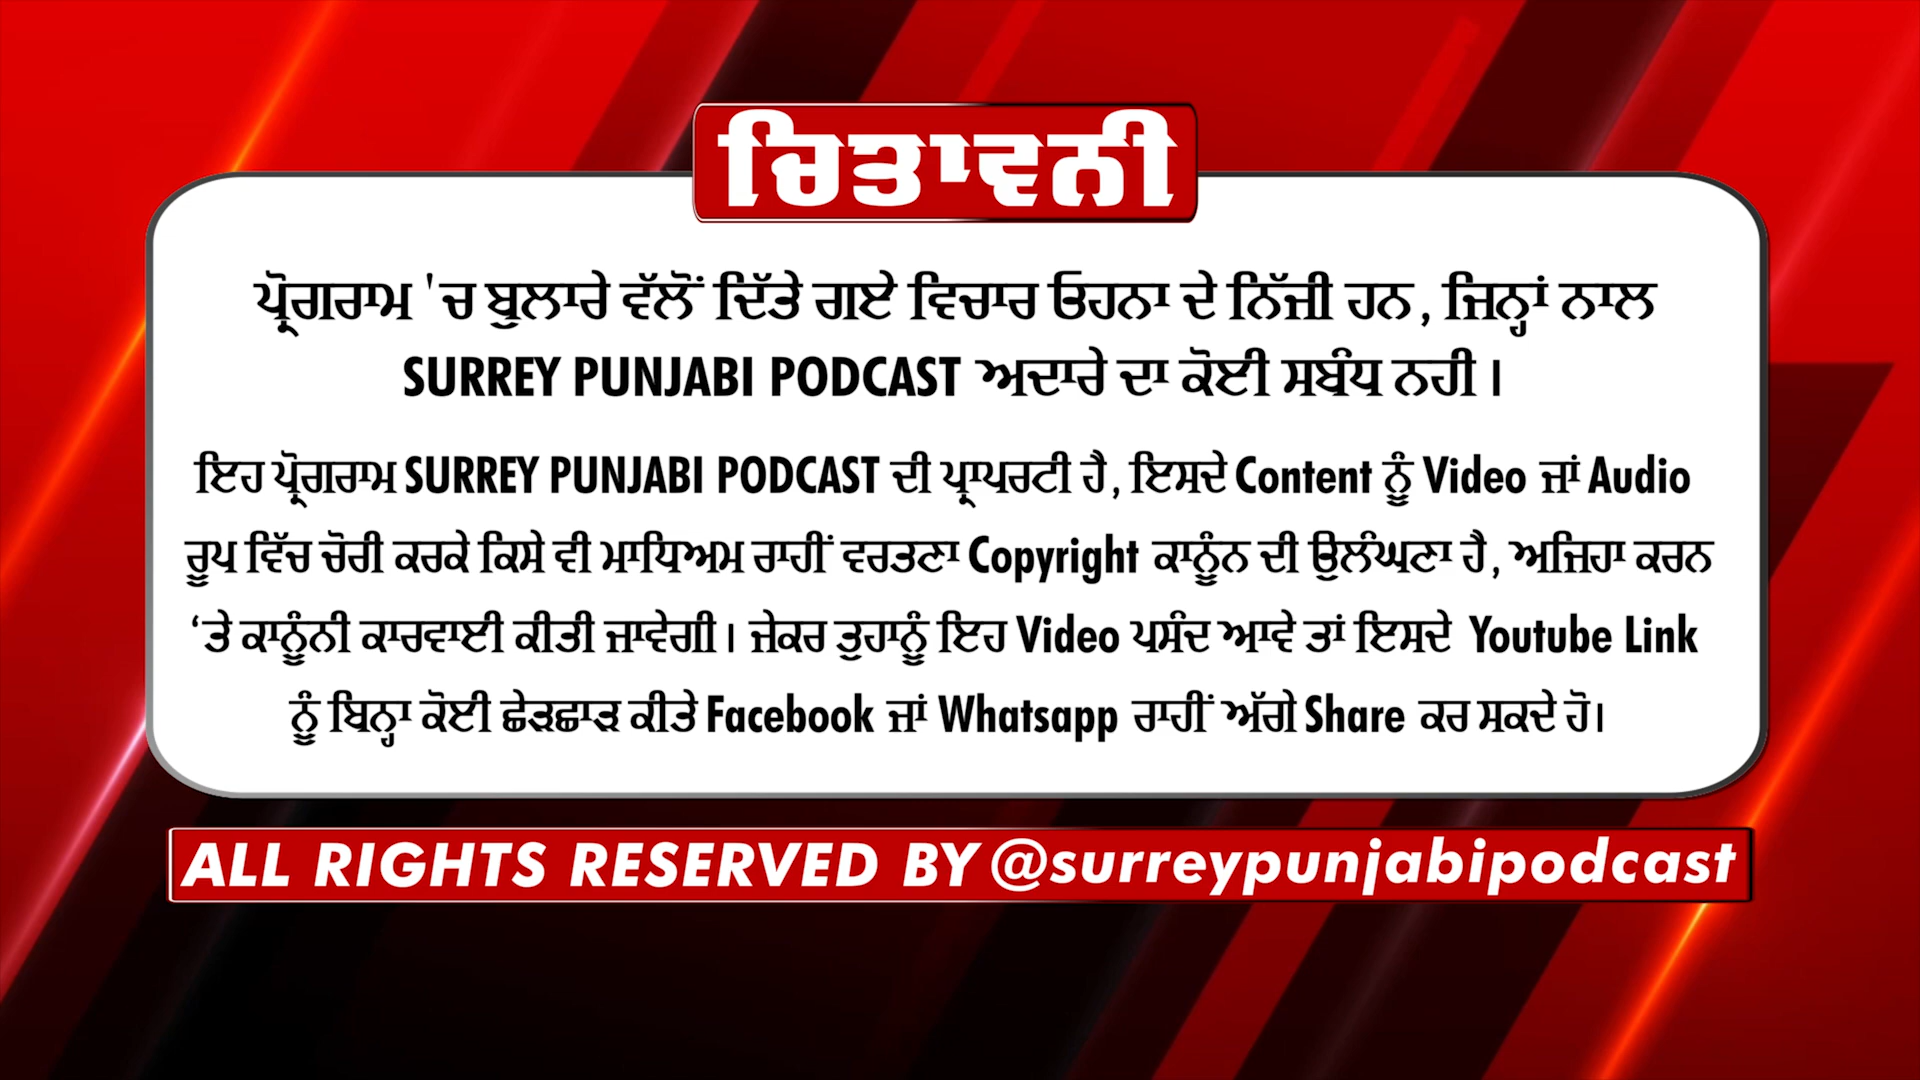 ਚਿਤਾਵਨੀ
ਪ੍ਰੋਗਰਾਮ 'ਚ ਬੁਲਾਰੇ ਵੱਲੋਂ ਦਿੱਤੇ ਗਏ ਵਿਚਾਰ ਓਹਨਾ ਦੇ ਨਿੱਜੀ ਹਨ, ਜਿਨ੍ਹਾਂ ਨਾਲ
SURREY PUNJABI PODCAST ਅਦਾਰੇ ਦਾ ਕੋਈ ਸਬੰਧ ਨਹੀ।
ਇਹ ਪ੍ਰੋਗਰਾਮ SURREY PUNJABI PODCAST ਦੀ ਪ੍ਰਾਪਰਟੀ ਹੈ, ਇਸਦੇ Content ਨੂੰ Video ਜਾਂ Audio
ਰੂਪ ਵਿੱਚ ਚੋਰੀ ਕਰਕੇ ਕਿਸੇ ਵੀ ਮਾਧਿਅਮ ਰਾਹੀਂ ਵਰਤਣਾ Copyright ਕਾਨੂੰਨ ਦੀ ਉਲੰਘਣਾ ਹੈ, ਅਜਿਹਾ ਕਰਨ
‘ਤੇ ਕਾਨੂੰਨੀ ਕਾਰਵਾਈ ਕੀਤੀ ਜਾਵੇਗੀ। ਜੇਕਰ ਤੁਹਾਨੂੰ ਇਹ Video ਪਸੰਦ ਆਵੇ ਤਾਂ ਇਸਦੇ Youtube Link
ਨੂੰ ਬਿਨ੍ਹਾ ਕੋਈ ਛੇੜਛਾੜ ਕੀਤੇ Facebook ਜਾਂ Whatsapp ਰਾਹੀਂ ਅੱਗੇ Share ਕਰ ਸਕਦੇ ਹੋ।
ALL RIGHTS RESERVED BY @surreypunjabipodcast